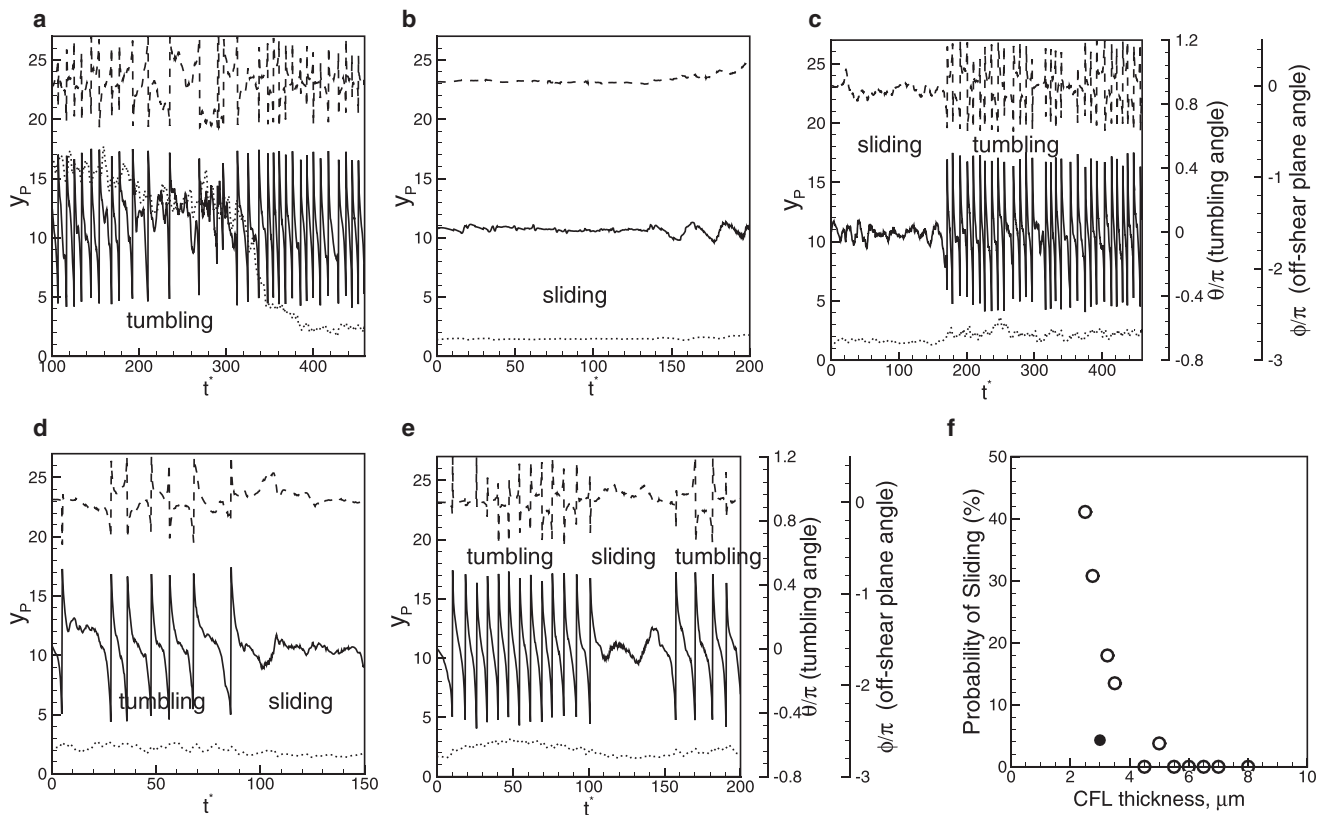 a
25
20
15
10
5
0
y_P
100
200
300
400
t*
tumbling
b
25
20
15
10
5
0
y_P
0
50
100
150
200
t*
sliding
c
25
20
15
10
5
0
y_P
0
100
200
300
400
t*
sliding
tumbling
1.2
0.8
0.4
0
-0.4
-0.8
θ/π (tumbling angle)
0
-1
-2
-3
ϕ/π (off-shear plane angle)
d
25
20
15
10
5
0
y_P
0
50
100
150
t*
tumbling
sliding
e
25
20
15
10
5
0
y_P
0
50
100
150
200
t*
tumbling
sliding
tumbling
1.2
0.8
0.4
0
-0.4
-0.8
θ/π (tumbling angle)
0
-1
-2
-3
ϕ/π (off-shear plane angle)
f
50
40
30
20
10
0
Probability of Sliding (%)
0
2
4
6
8
10
CFL thickness, μm